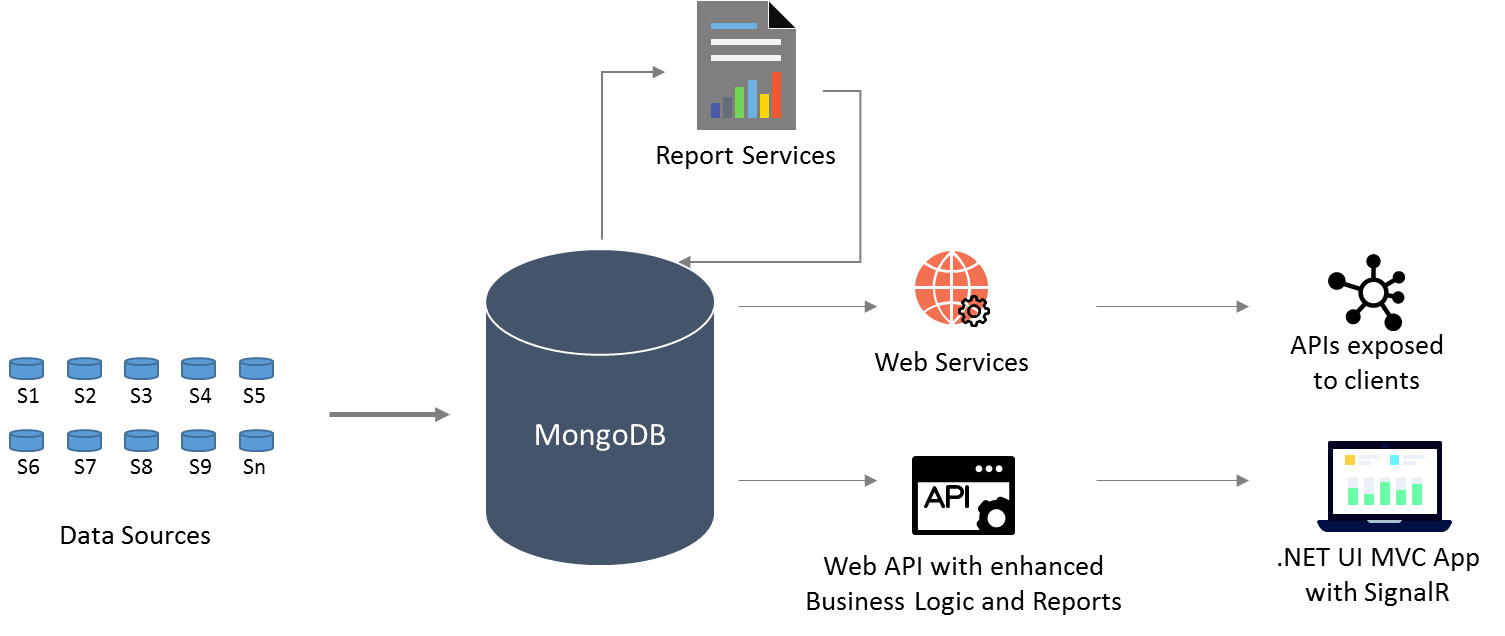 Report Services
Web Services
APIs exposed
to clients
S1 S2 S3 S4 S5
S6 S7 S8 S9 Sn
Data Sources
MongoDB
API
Web API with enhanced
Business Logic and Reports
.NET UI MVC App
with SignalR